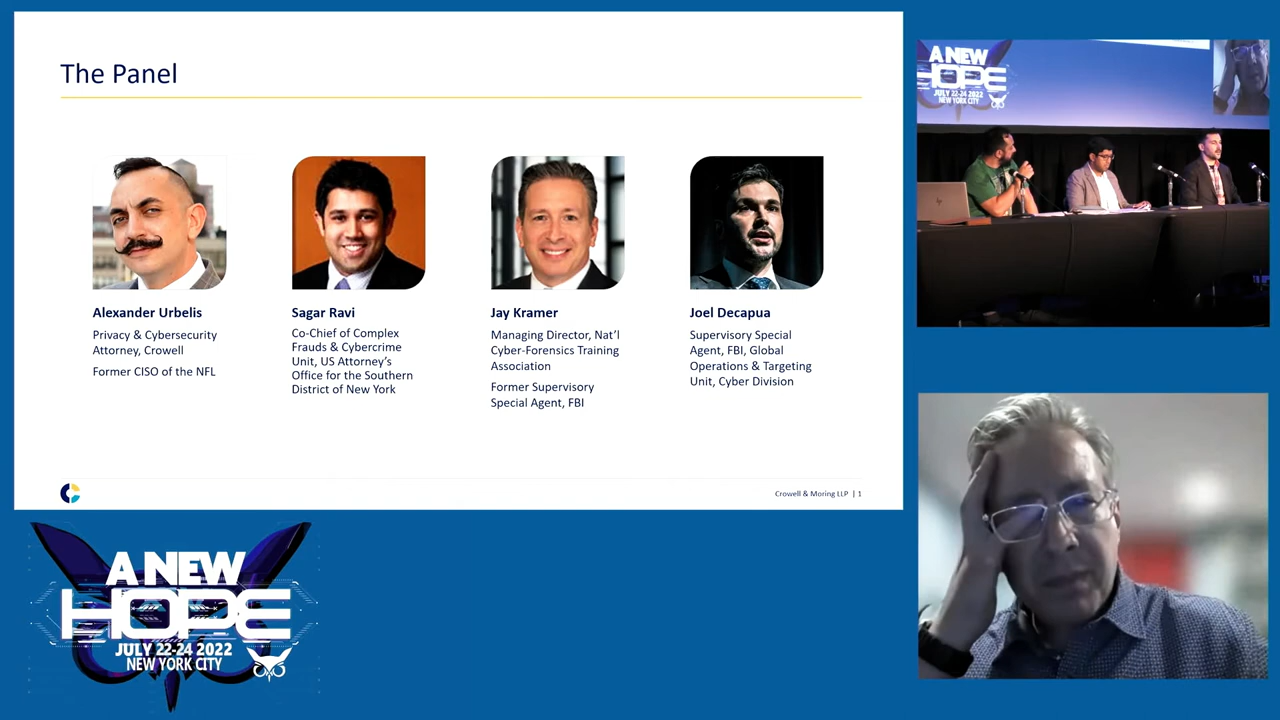 The Panel
Alexander Urbelis
Privacy & Cybersecurity
Attorney, Crowell
Former CISO of the NFL
Sagar Ravi
Co-Chief of Complex
Frauds & Cybercrime
Unit, US Attorney's
Office for the Southern
District of New York
Jay Kramer
Managing Director, Nat'l
Cyber-Forensics Training
Association
Former Supervisory
Special Agent, FBI
Joel Decapua
Supervisory Special
Agent, FBI, Global
Operations & Targeting
Unit, Cyber Division
Crowell & Moring LLP | 1
A NEW
HOPE
JULY 22-24 2022
NEW YORK CITY
A NEW
HOPE
JULY 22-24 2022
NEW YORK CITY